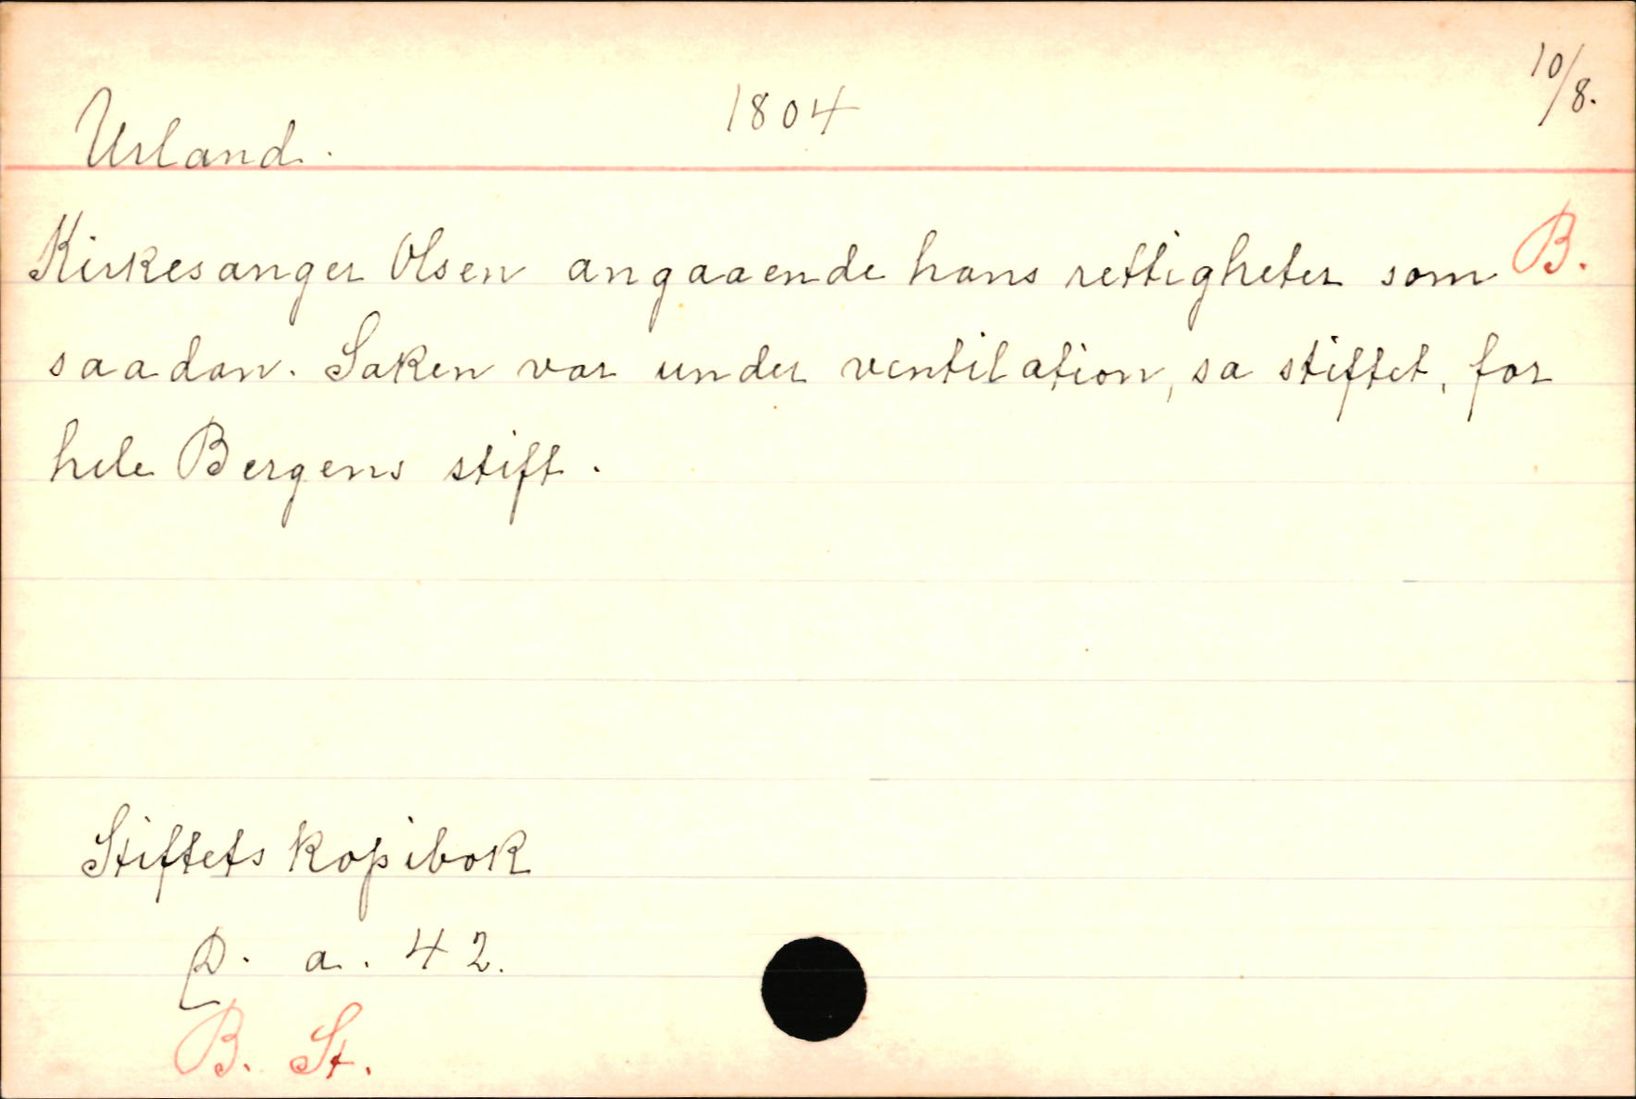 Urland. 1804 10/8.
Kirkesanger Olsen angaaende hans rettigheter som B.
saadan. Saken var under ventilation, sa stiftet, for
hele Bergens stift.
Stiftets kopibok
a. 42.
B. St.